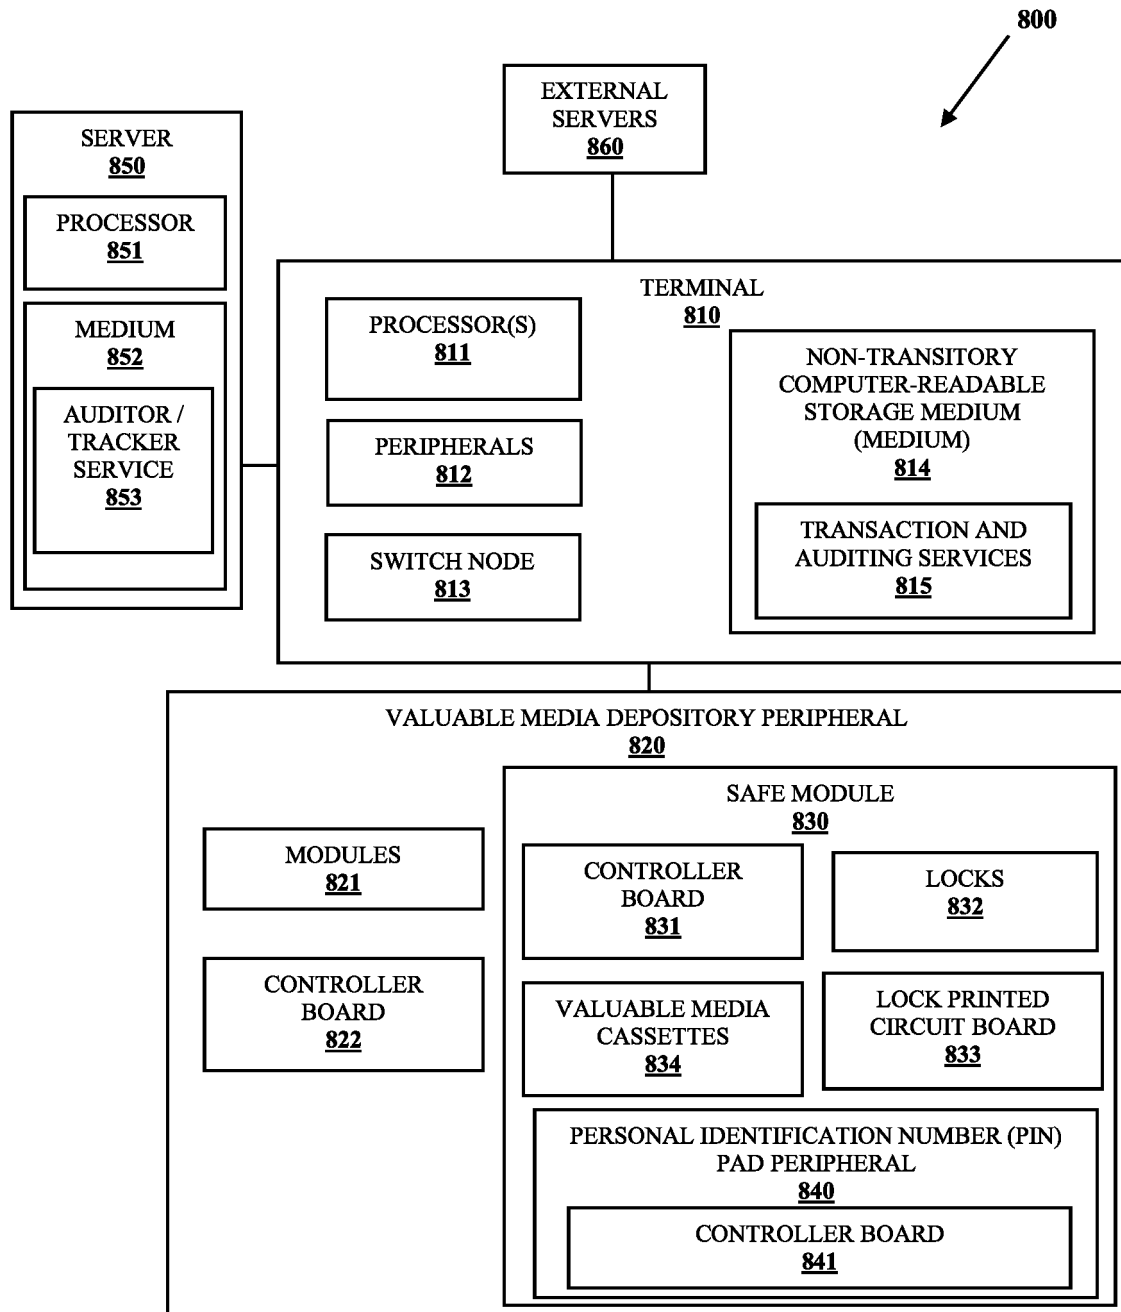 800
EXTERNAL
SERVERS
860
SERVER
850
PROCESSOR
851
MEDIUM
852
AUDITOR /
TRACKER
SERVICE
853
TERMINAL
810
PROCESSOR(S)
811
PERIPHERALS
812
SWITCH NODE
813
NON-TRANSITORY
COMPUTER-READABLE
STORAGE MEDIUM
(MEDIUM)
814
TRANSACTION AND
AUDITING SERVICES
815
VALUABLE MEDIA DEPOSITORY PERIPHERAL
820
MODULES
821
CONTROLLER
BOARD
822
SAFE MODULE
830
CONTROLLER
BOARD
831
LOCKS
832
VALUABLE MEDIA
CASSETTES
834
LOCK PRINTED
CIRCUIT BOARD
833
PERSONAL IDENTIFICATION NUMBER (PIN)
PAD PERIPHERAL
840
CONTROLLER BOARD
841